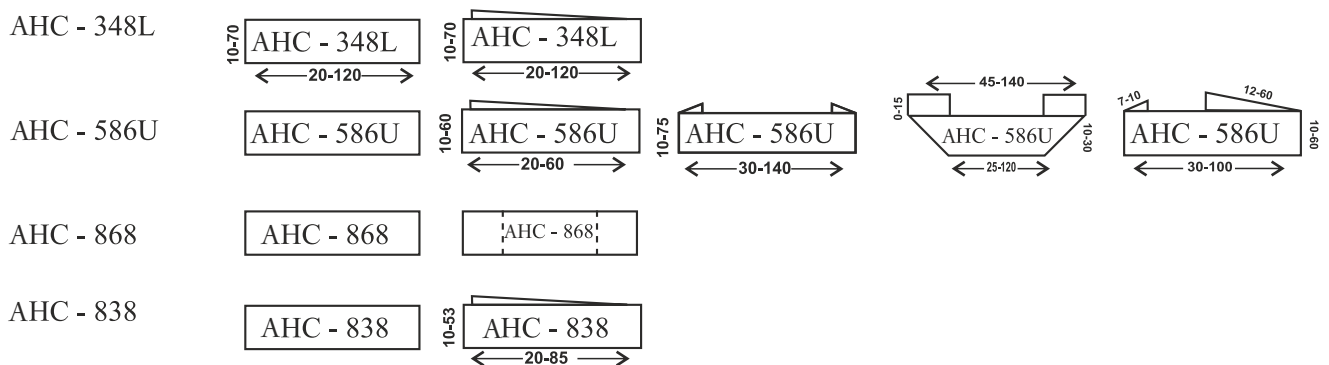 AHC - 348L
10-70
AHC - 348L
20-120
10-70
AHC - 348L
20-120
AHC - 586U
AHC - 586U
10-60
AHC - 586U
20-60
10-75
AHC - 586U
30-140
45-140
0-15
AHC - 586U
10-30
25-120
7-10
12-60
AHC - 586U
10-60
30-100
AHC - 868
AHC - 868
AHC - 868
AHC - 838
AHC - 838
10-53
AHC - 838
20-85